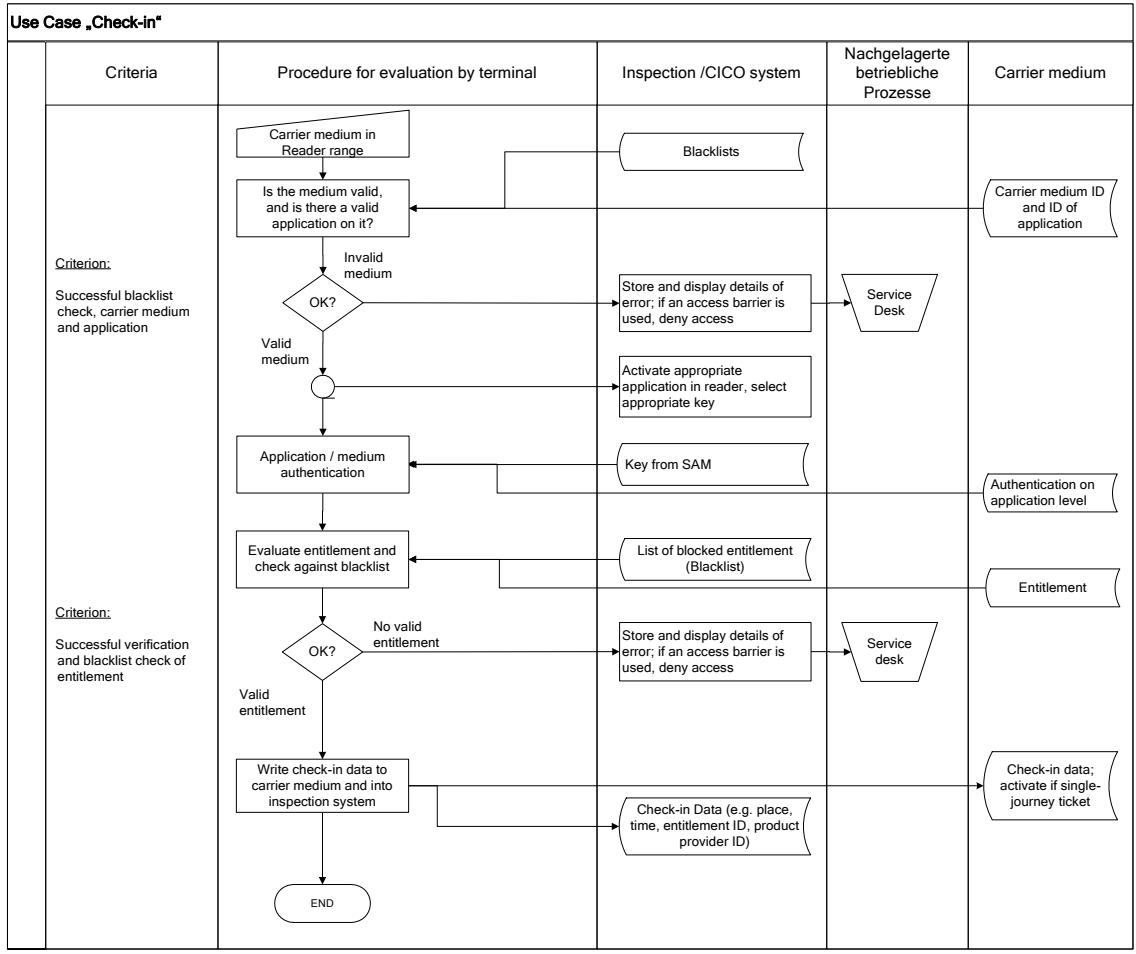 Use Case „Check-in“
Criteria
Procedure for evaluation by terminal
Inspection /CICO system
Nachgelagerte
betriebliche
Prozesse
Carrier medium
Carrier medium in
Reader range
Blacklists
Is the medium valid,
and is there a valid
application on it?
Carrier medium ID
and ID of
application
Criterion:
Successful blacklist
check, carrier medium
and application
Invalid
medium
OK?
Store and display details of
error; if an access barrier is
used, deny access
Service
Desk
Valid
medium
Activate appropriate
application in reader, select
appropriate key
Application / medium
authentication
Key from SAM
Authentication on
application level
Evaluate entitlement and
check against blacklist
List of blocked entitlement
(Blacklist)
Entitlement
Criterion:
Successful verification
and blacklist check of
entitlement
No valid
entitlement
OK?
Store and display details of
error; if an access barrier is
used, deny access
Service
desk
Valid
entitlement
Write check-in data to
carrier medium and into
inspection system
Check-in data;
activate if single-
journey ticket
Check-in Data (e.g. place,
time, entitlement ID, product
provider ID)
END